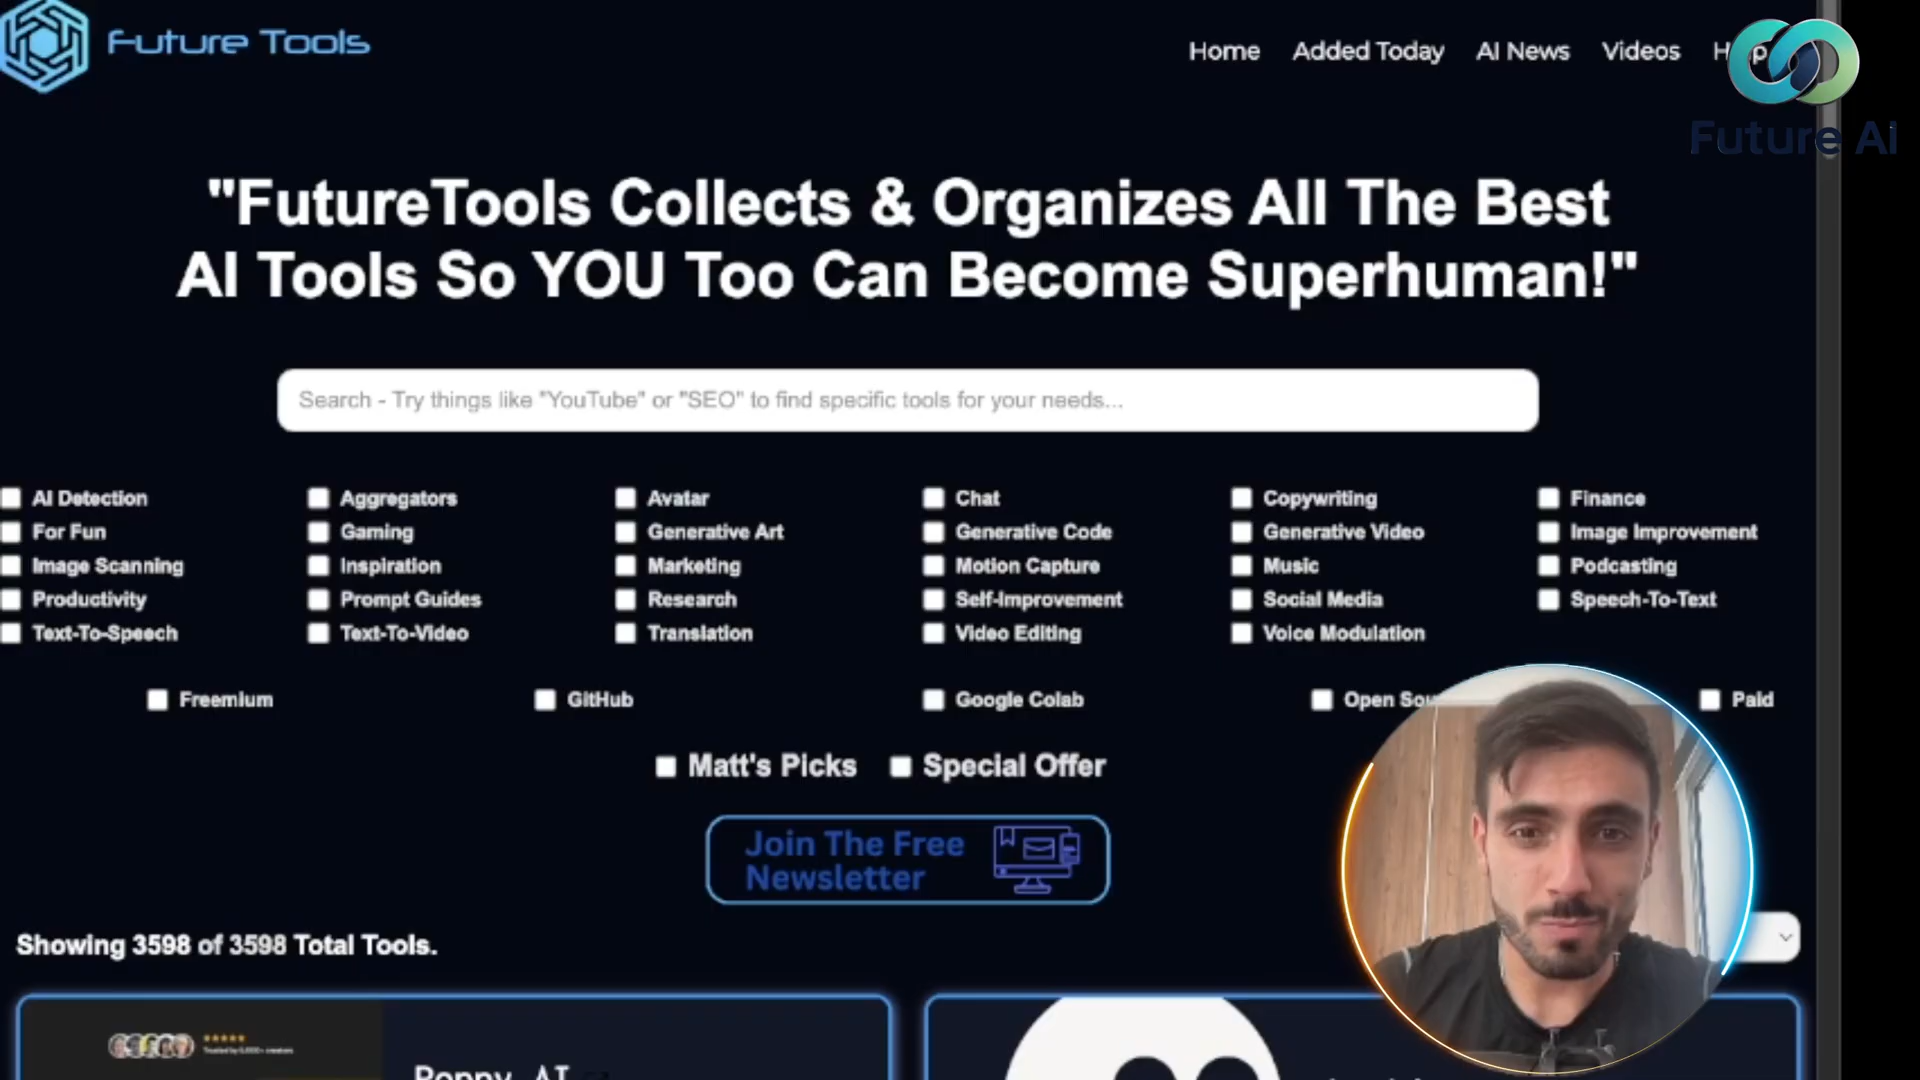 Future Tools
Home
Added Today
AI News
Videos
Future Ai
"FutureTools Collects & Organizes All The Best
AI Tools So YOU Too Can Become Superhuman!"
Search - Try things like "YouTube" or "SEO" to find specific tools for your needs...
AI Detection
Aggregators
Avatar
Chat
Copywriting
Finance
For Fun
Gaming
Generative Art
Generative Code
Generative Video
Image Improvement
Image Scanning
Inspiration
Marketing
Motion Capture
Music
Podcasting
Productivity
Prompt Guides
Research
Self-Improvement
Social Media
Speech-To-Text
Text-To-Speech
Text-To-Video
Translation
Video Editing
Voice Modulation
Freemium
GitHub
Google Colab
Open
Paid
Matt's Picks
Special Offer
Join The Free
Newsletter
Showing 3598 of 3598 Total Tools.
Poppy AI